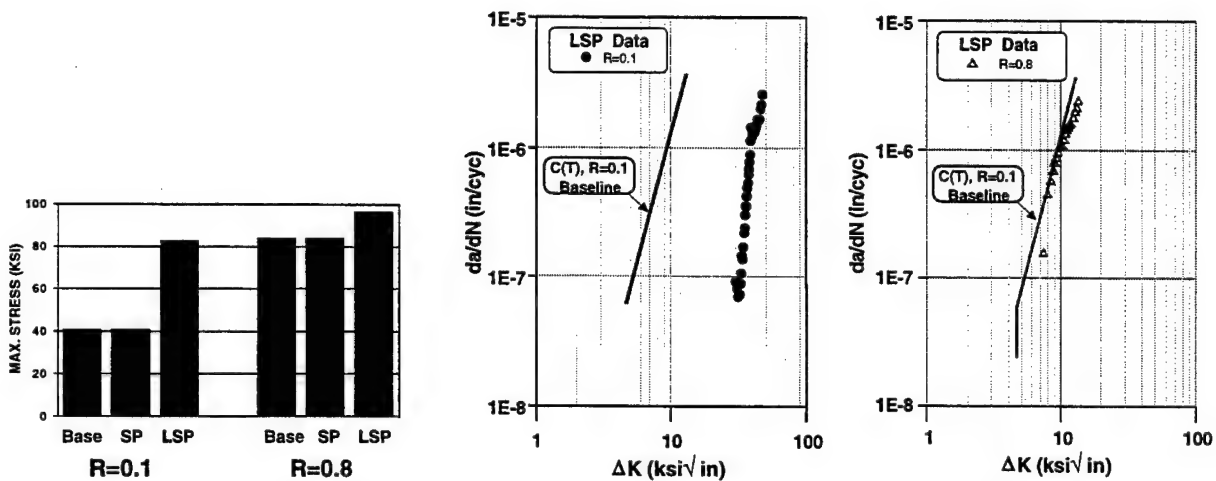 MAX. STRESS (KSI)
100
80
60
40
20
0
Base SP LSP Base SP LSP
R=0.1 R=0.8
da/dN (in/cyc)
1E-5
1E-6
1E-7
1E-8
LSP Data
● R=0.1
C(T), R=0.1
Baseline
1 10 100
ΔK (ksi√ in)
da/dN (in/cyc)
1E-5
1E-6
1E-7
1E-8
LSP Data
△ R=0.8
C(T), R=0.1
Baseline
1 10 100
ΔK (ksi√ in)